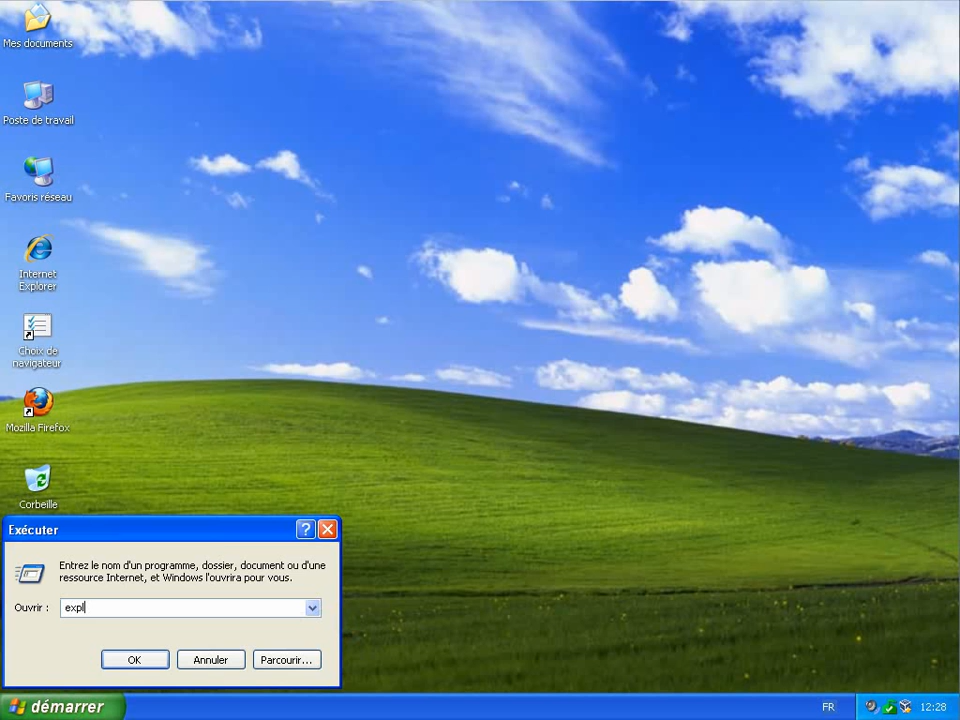 Mes documents
Poste de travail
Favoris réseau
Internet
Explorer
Choix de
navigateur
Mozilla Firefox
Corbeille
Exécuter
Entrez le nom d'un programme, dossier, document ou d'une
ressource Internet, et Windows l'ouvrira pour vous.
Ouvrir : expl
OK Annuler Parcourir...
démarrer FR 12:28